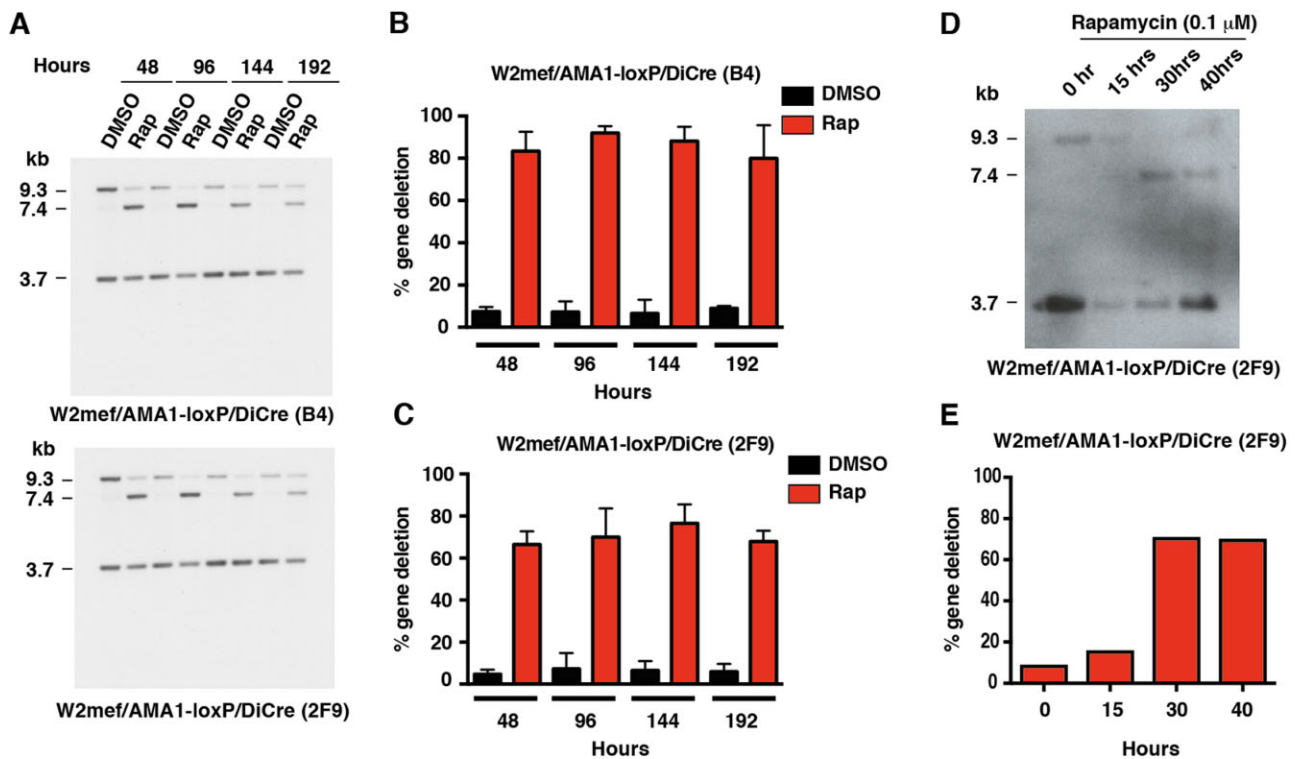 A
Hours 48 96 144 192
DMSO Rap DMSO Rap DMSO Rap DMSO Rap
kb
9.3
7.4
3.7
W2mef/AMA1-loxP/DiCre (B4)
kb
9.3
7.4
3.7
W2mef/AMA1-loxP/DiCre (2F9)
B
W2mef/AMA1-loxP/DiCre (B4)
DMSO
Rap
% gene deletion
100
80
60
40
20
0
48 96 144 192
Hours
C
W2mef/AMA1-loxP/DiCre (2F9)
DMSO
Rap
% gene deletion
100
80
60
40
20
0
48 96 144 192
Hours
D
Rapamycin (0.1 μM)
0 hr 15 hrs 30hrs 40hrs
kb
9.3
7.4
3.7
W2mef/AMA1-loxP/DiCre (2F9)
E
W2mef/AMA1-loxP/DiCre (2F9)
% gene deletion
100
80
60
40
20
0
0 15 30 40
Hours